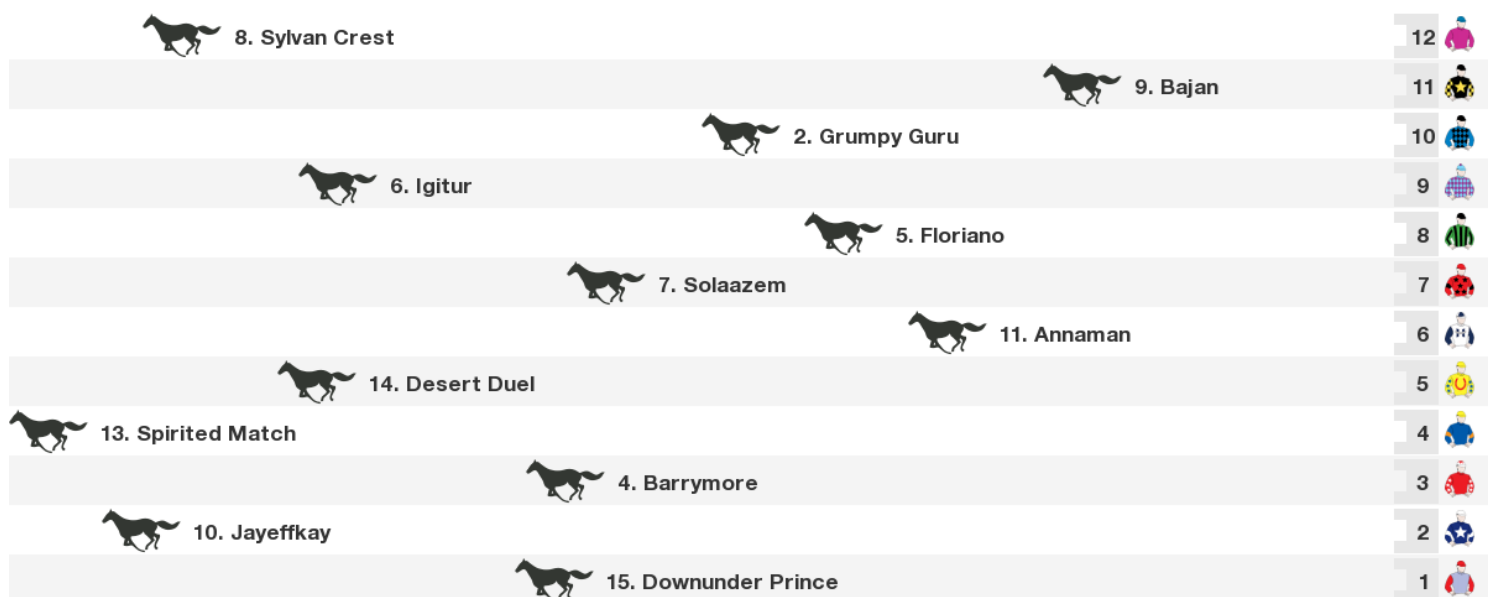 8. Sylvan Crest 12
9. Bajan 11
2. Grumpy Guru 10
6. Igitur 9
5. Floriano 8
7. Solaazem 7
11. Annaman 6
14. Desert Duel 5
13. Spirited Match 4
4. Barrymore 3
10. Jayeffkay 2
15. Downunder Prince 1